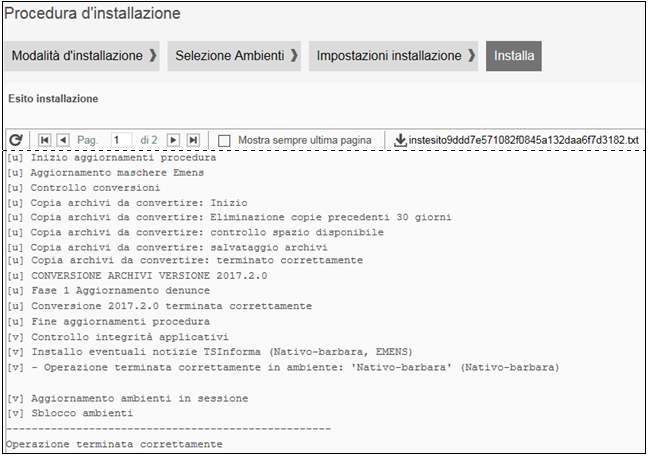 Procedura d'installazione
Modalità d'installazione ❱ Selezione Ambienti ❱ Impostazioni installazione ❱ Installa
Esito installazione
Pag. 1 di 2 Mostra sempre ultima pagina instesito9ddd7e571082f0845a132daa6f7d3182.txt
[u] Inizio aggiornamenti procedura
[u] Aggiornamento maschere Emens
[u] Controllo conversioni
[u] Copia archivi da convertire: Inizio
[u] Copia archivi da convertire: Eliminazione copie precedenti 30 giorni
[u] Copia archivi da convertire: controllo spazio disponibile
[u] Copia archivi da convertire: salvataggio archivi
[u] Copia archivi da convertire: terminato correttamente
[u] CONVERSIONE ARCHIVI VERSIONE 2017.2.0
[u] Fase 1 Aggiornamento denunce
[u] Conversione 2017.2.0 terminata correttamente
[u] Fine aggiornamenti procedura
[v] Controllo integrità applicativi
[v] Installo eventuali notizie TSInforma (Nativo-barbara, EMENS)
[v] - Operazione terminata correttamente in ambiente: 'Nativo-barbara' (Nativo-barbara)
[v] Aggiornamento ambienti in sessione
[v] Sblocco ambienti
----------------------------------------------------
Operazione terminata correttamente